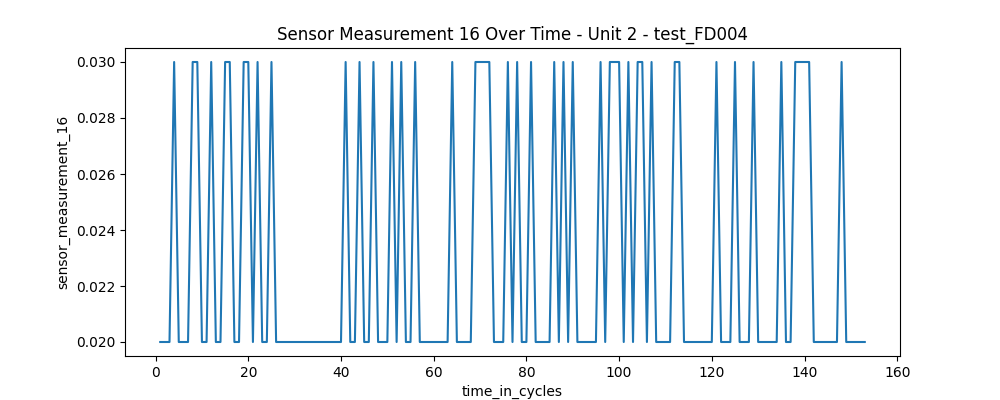 Sensor Measurement 16 Over Time - Unit 2 - test_FD004
sensor_measurement_16
0.030
0.028
0.026
0.024
0.022
0.020
0 20 40 60 80 100 120 140 160
time_in_cycles